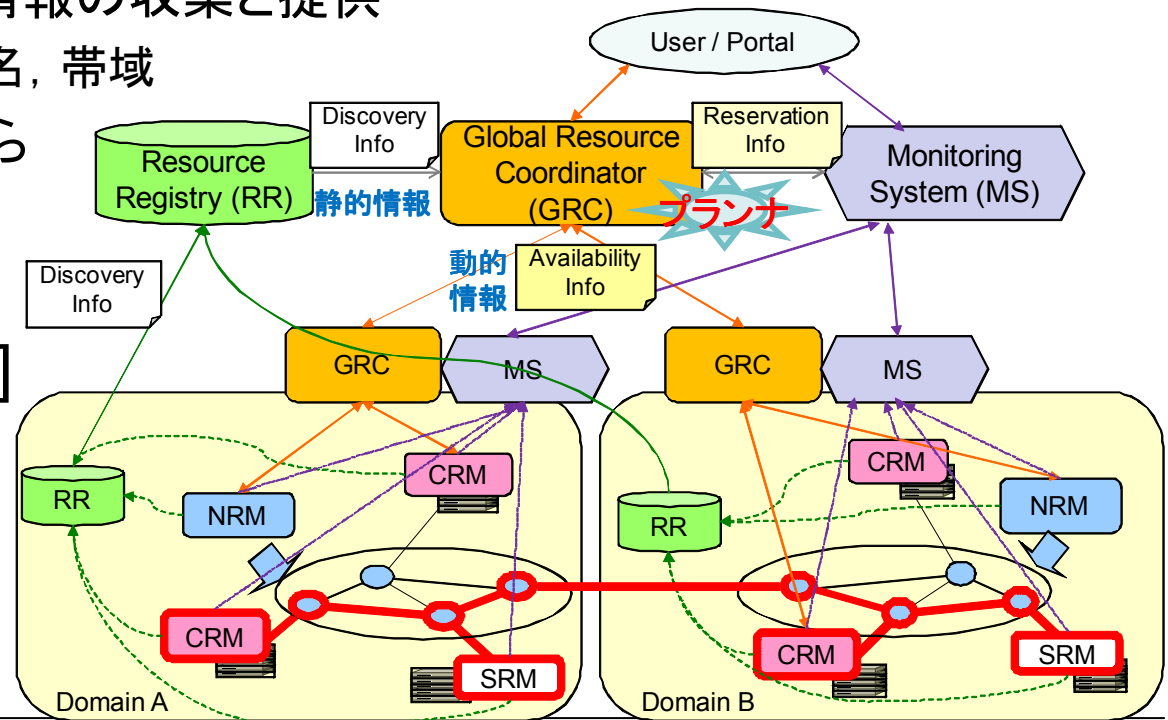 情報の収集と提供
名，帯域
ら
]
User / Portal
Discovery
Info
Global Resource
Coordinator
(GRC)
Reservation
Info
Resource
Registry (RR)
Monitoring
System (MS)
静的情報
プランナ
動的
情報
Availability
Info
Discovery
Info
GRC
MS
GRC
MS
RR
NRM
CRM
CRM
SRM
Domain A
CRM
RR
NRM
CRM
SRM
Domain B